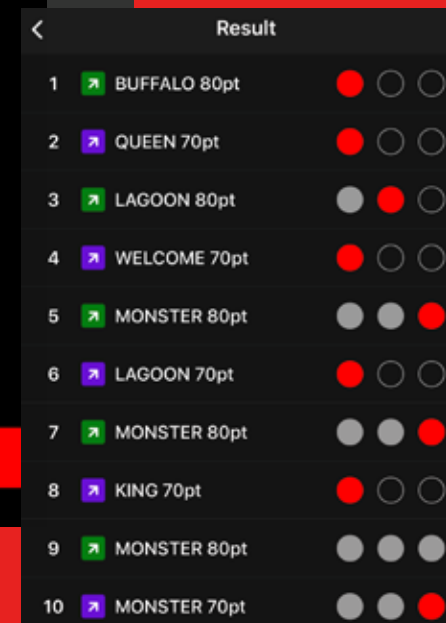 Result
1 BUFFALO 80pt
2 QUEEN 70pt
3 LAGOON 80pt
4 WELCOME 70pt
5 MONSTER 80pt
6 LAGOON 70pt
7 MONSTER 80pt
8 KING 70pt
9 MONSTER 80pt
10 MONSTER 70pt